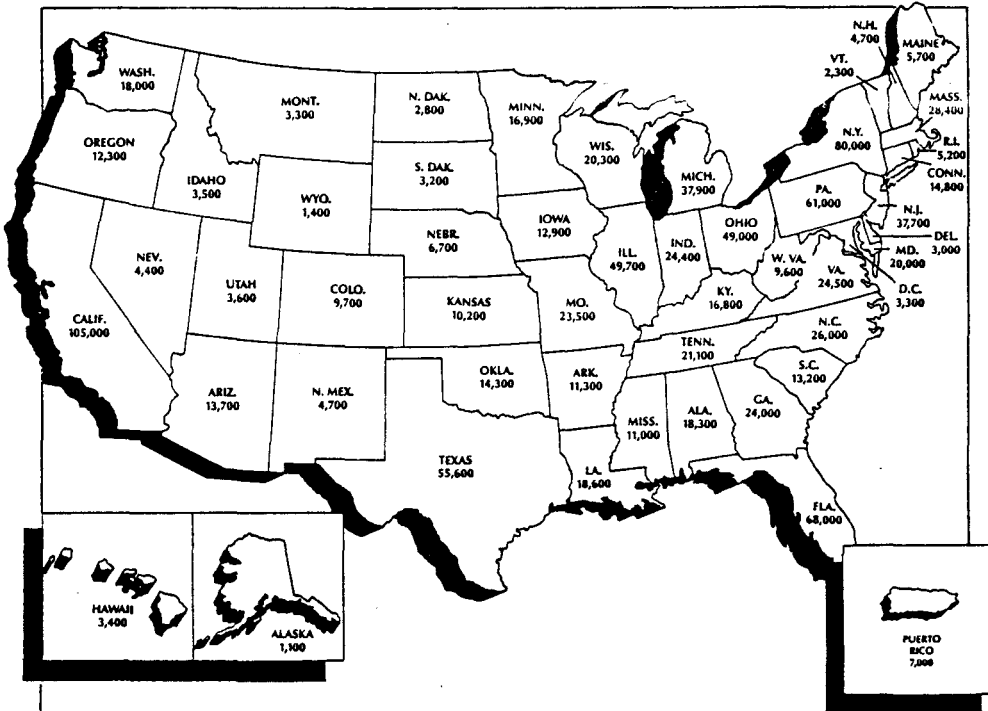 N.H.
4,700
MAINE
5,700
VT.
2,300
MASS.
28,400
WASH.
18,000
MONT.
3,300
N. DAK.
2,800
MINN.
16,900
OREGON
12,300
IDAHO
3,500
WYO.
1,400
S. DAK.
3,200
WIS.
20,300
MICH.
37,900
N.Y.
80,000
R.I.
5,200
CONN.
14,800
PA.
61,000
N.J.
37,700
NEBR.
6,700
IOWA
12,900
OHIO
49,000
DEL.
3,000
MD.
20,000
NEV.
4,400
UTAH
3,600
COLO.
9,700
KANSAS
10,200
ILL.
49,700
IND.
24,400
W. VA.
9,600
VA.
24,500
D.C.
3,300
CALIF.
105,000
MO.
23,500
KY.
16,800
N.C.
26,000
TENN.
21,100
S.C.
13,200
ARIZ.
13,700
N. MEX.
4,700
OKLA.
14,300
ARK.
11,300
MISS.
11,000
ALA.
18,300
GA.
24,000
TEXAS
55,600
LA.
18,600
FLA.
68,000
HAWAII
3,400
ALASKA
1,100
PUERTO
RICO
7,000